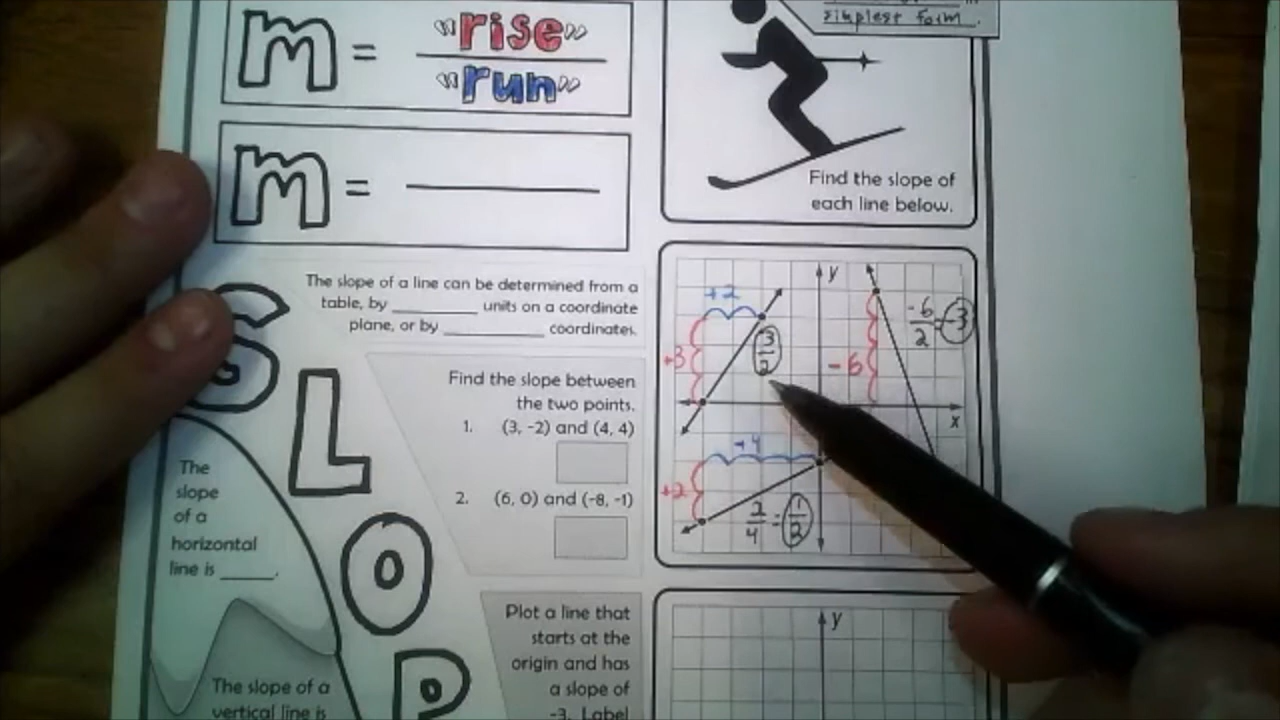 m = "rise"
"run"
m =
simplest form.
Find the slope of
each line below.
The slope of a line can be determined from a
table, by ________ units on a coordinate
plane, or by __________ coordinates.
Find the slope between
the two points.
1. (3, -2) and (4, 4)
2. (6, 0) and (-8, -1)
S
L
O
P
The
slope
of a
horizontal
line is _____.
The slope of a
vertical line is
y
x
+2
+3
3/2
-6
-6/2 = -3
+4
+2
2/4 = 1/2
Plot a line that
starts at the
origin and has
a slope of
-3. Label
y